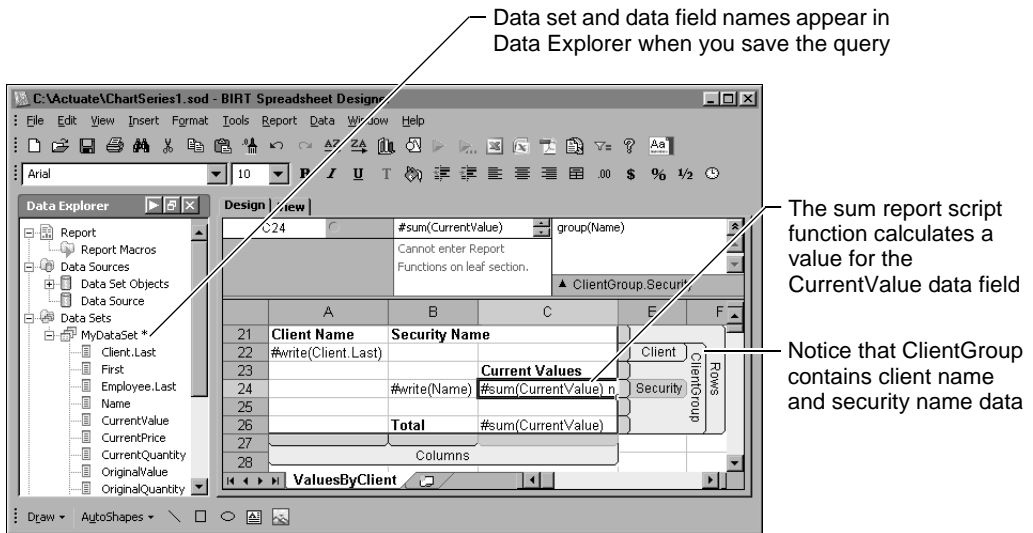 Data set and data field names appear in
Data Explorer when you save the query
C:\Actuate\ChartSeries1.sod - BIRT Spreadsheet Designer
File Edit View Insert Format Tools Report Data Window Help
Arial 10 B I U T .00 $ % 1/2
Data Explorer
Design View
Report
Report Macros
Data Sources
Data Set Objects
Data Source
Data Sets
MyDataSet *
Client.Last
First
Employee.Last
Name
CurrentValue
CurrentPrice
CurrentQuantity
OriginalValue
OriginalQuantity
C24 #sum(CurrentValue) group(Name)
Cannot enter Report
Functions on leaf section.
ClientGroup.Security
A B C E F
21 Client Name Security Name
22 #write(Client.Last) Client
23 Current Values
24 #write(Name) #sum(CurrentValue) n Security
25
26 Total #sum(CurrentValue)
27
28
ClientGroup
Rows
Columns
ValuesByClient
Draw AutoShapes
The sum report script
function calculates a
value for the
CurrentValue data field
Notice that ClientGroup
contains client name
and security name data